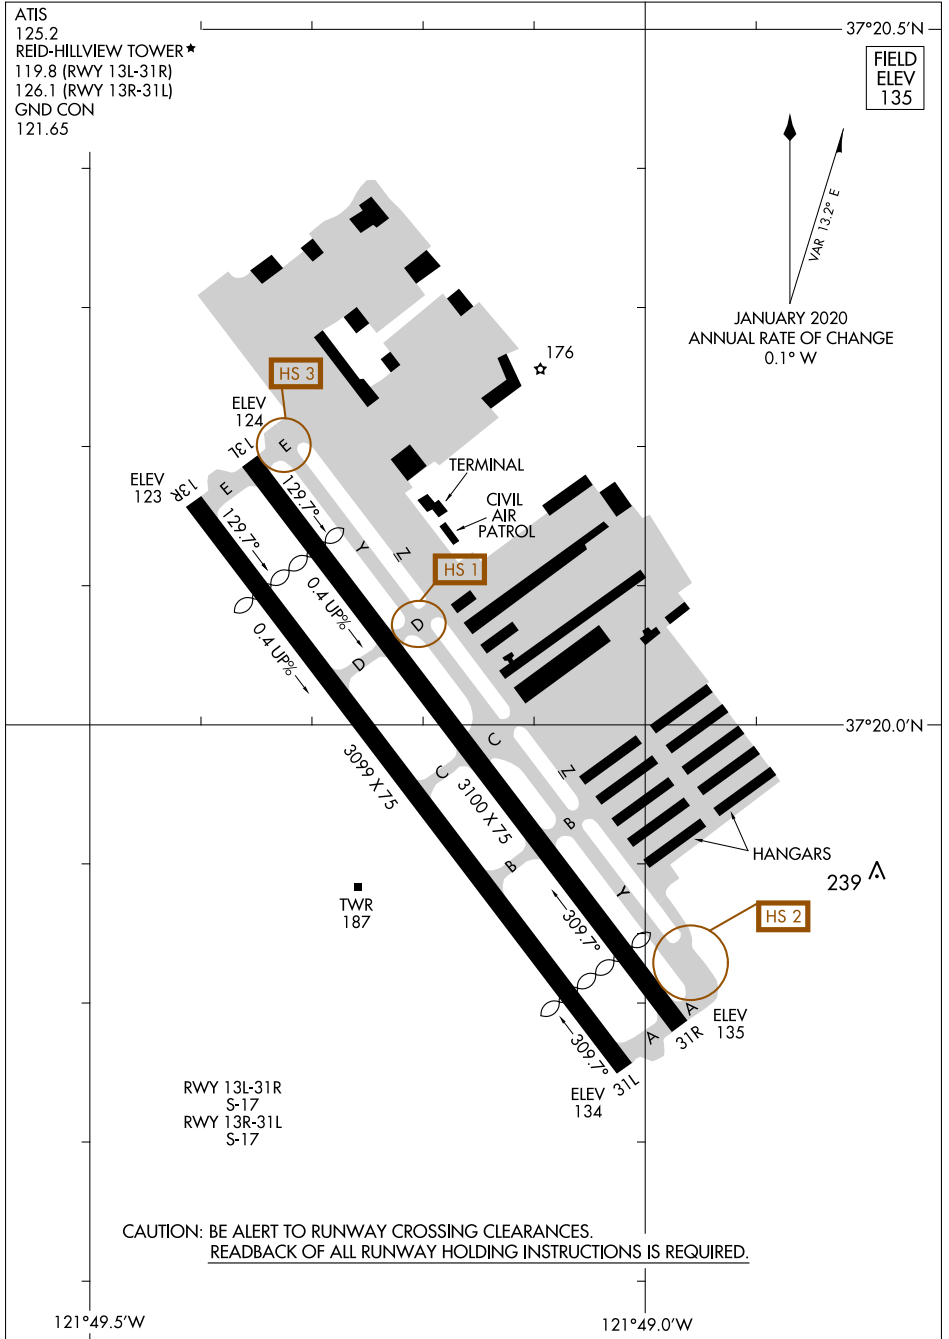 ATIS
125.2
REID-HILLVIEW TOWER★
119.8 (RWY 13L-31R)
126.1 (RWY 13R-31L)
GND CON
121.65
37°20.5'N
FIELD
ELEV
135
VAR 13.2° E
JANUARY 2020
ANNUAL RATE OF CHANGE
0.1° W
176
HS 3
ELEV
124
13L
E
ELEV
123
13R
E
129.7°
129.7°
TERMINAL
CIVIL
AIR
PATROL
Y
Z
HS 1
D
0.4 UP%
0.4 UP%
D
37°20.0'N
C
C
Z
3099 X 75
3100 X 75
B
B
HANGARS
239
Y
TWR
187
HS 2
309.7°
309.7°
A
A
31R
ELEV
135
31L
ELEV
134
RWY 13L-31R
S-17
RWY 13R-31L
S-17
CAUTION: BE ALERT TO RUNWAY CROSSING CLEARANCES.
READBACK OF ALL RUNWAY HOLDING INSTRUCTIONS IS REQUIRED.
121°49.5'W
121°49.0'W